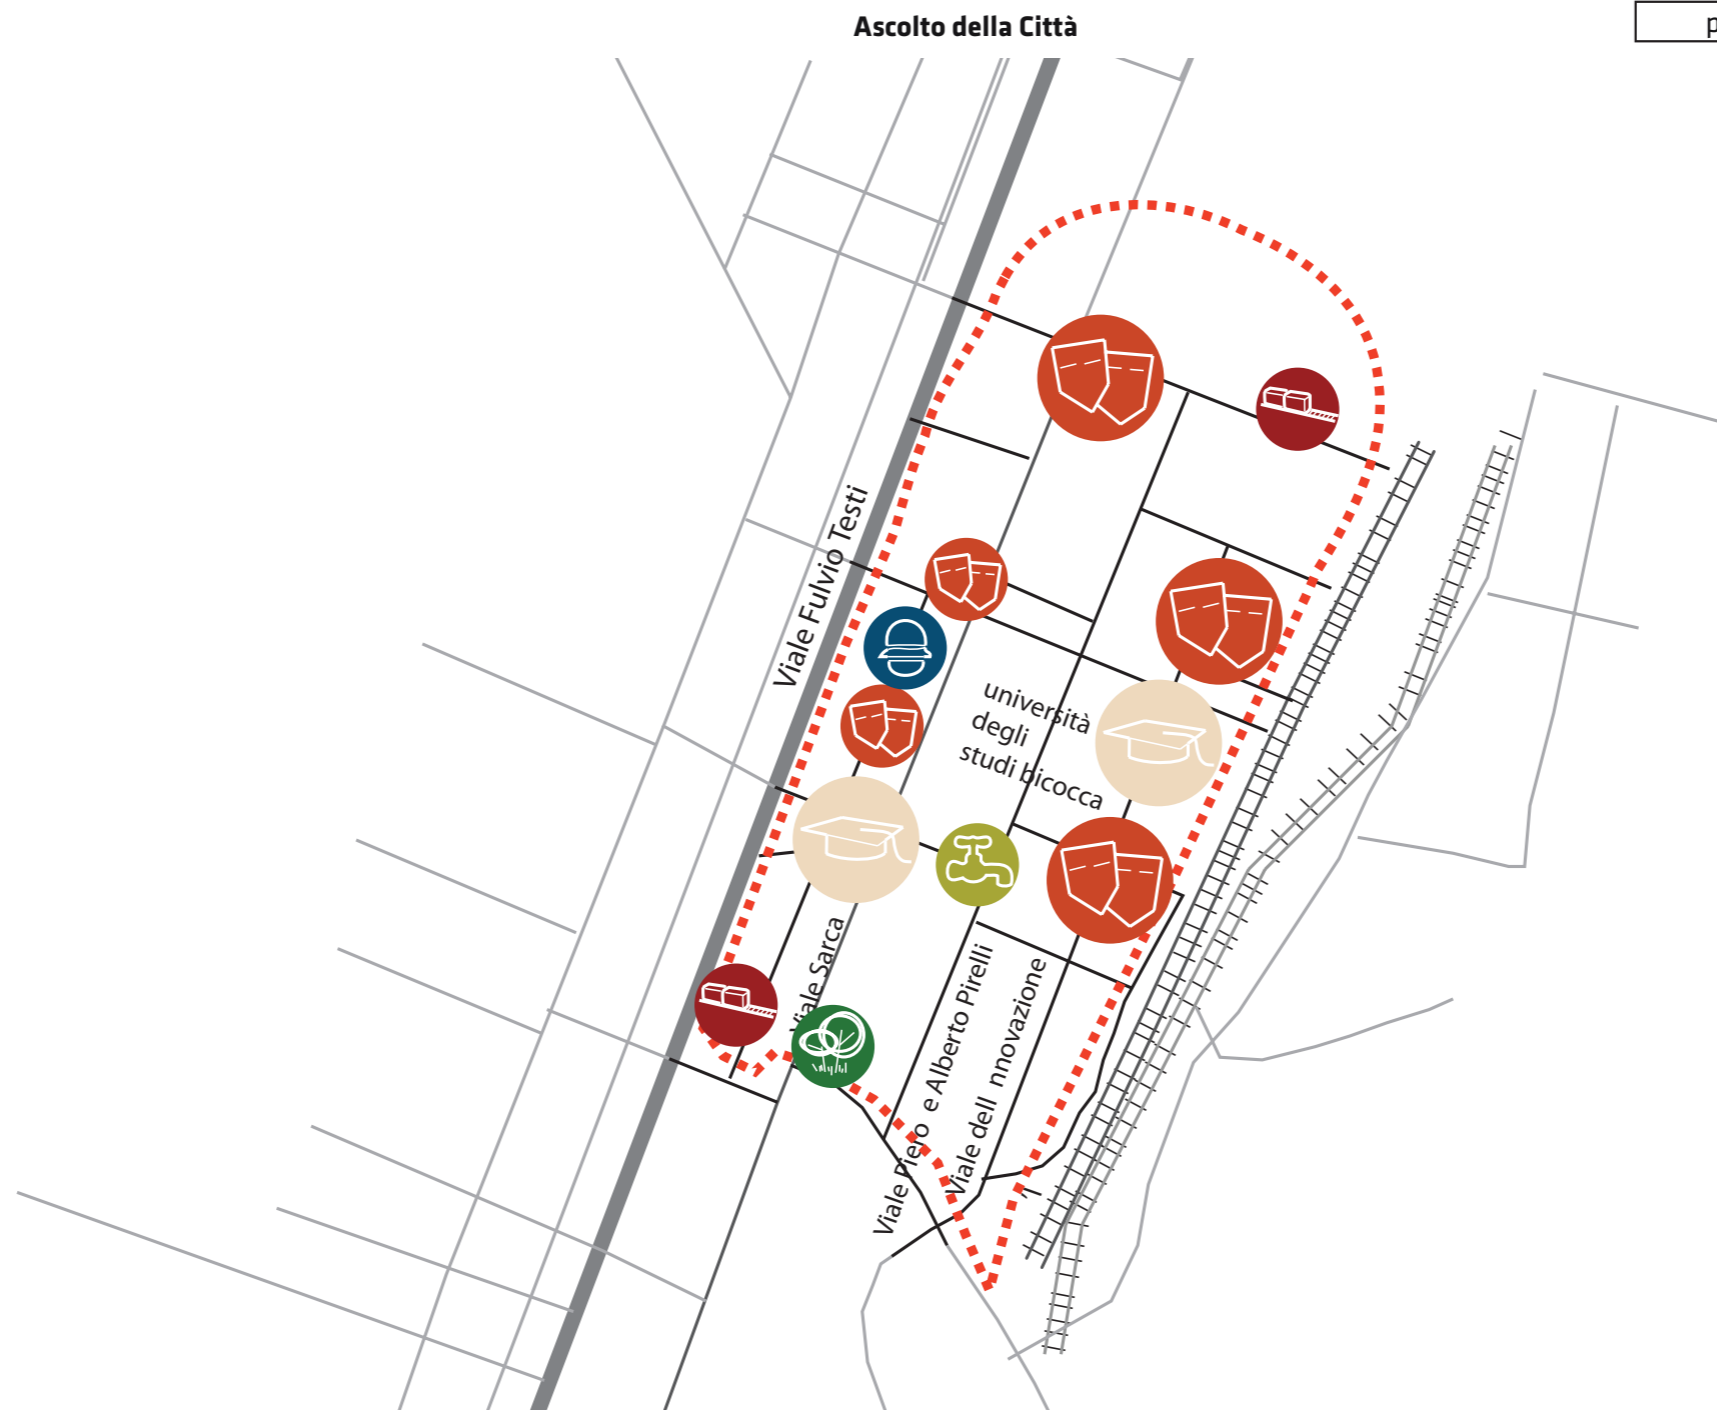 Ascolto della Città
p
Viale Fulvio Testi
università
degli
studi bicocca
Viale Sarca
Viale Piero e Alberto Pirelli
Viale dell nnovazione